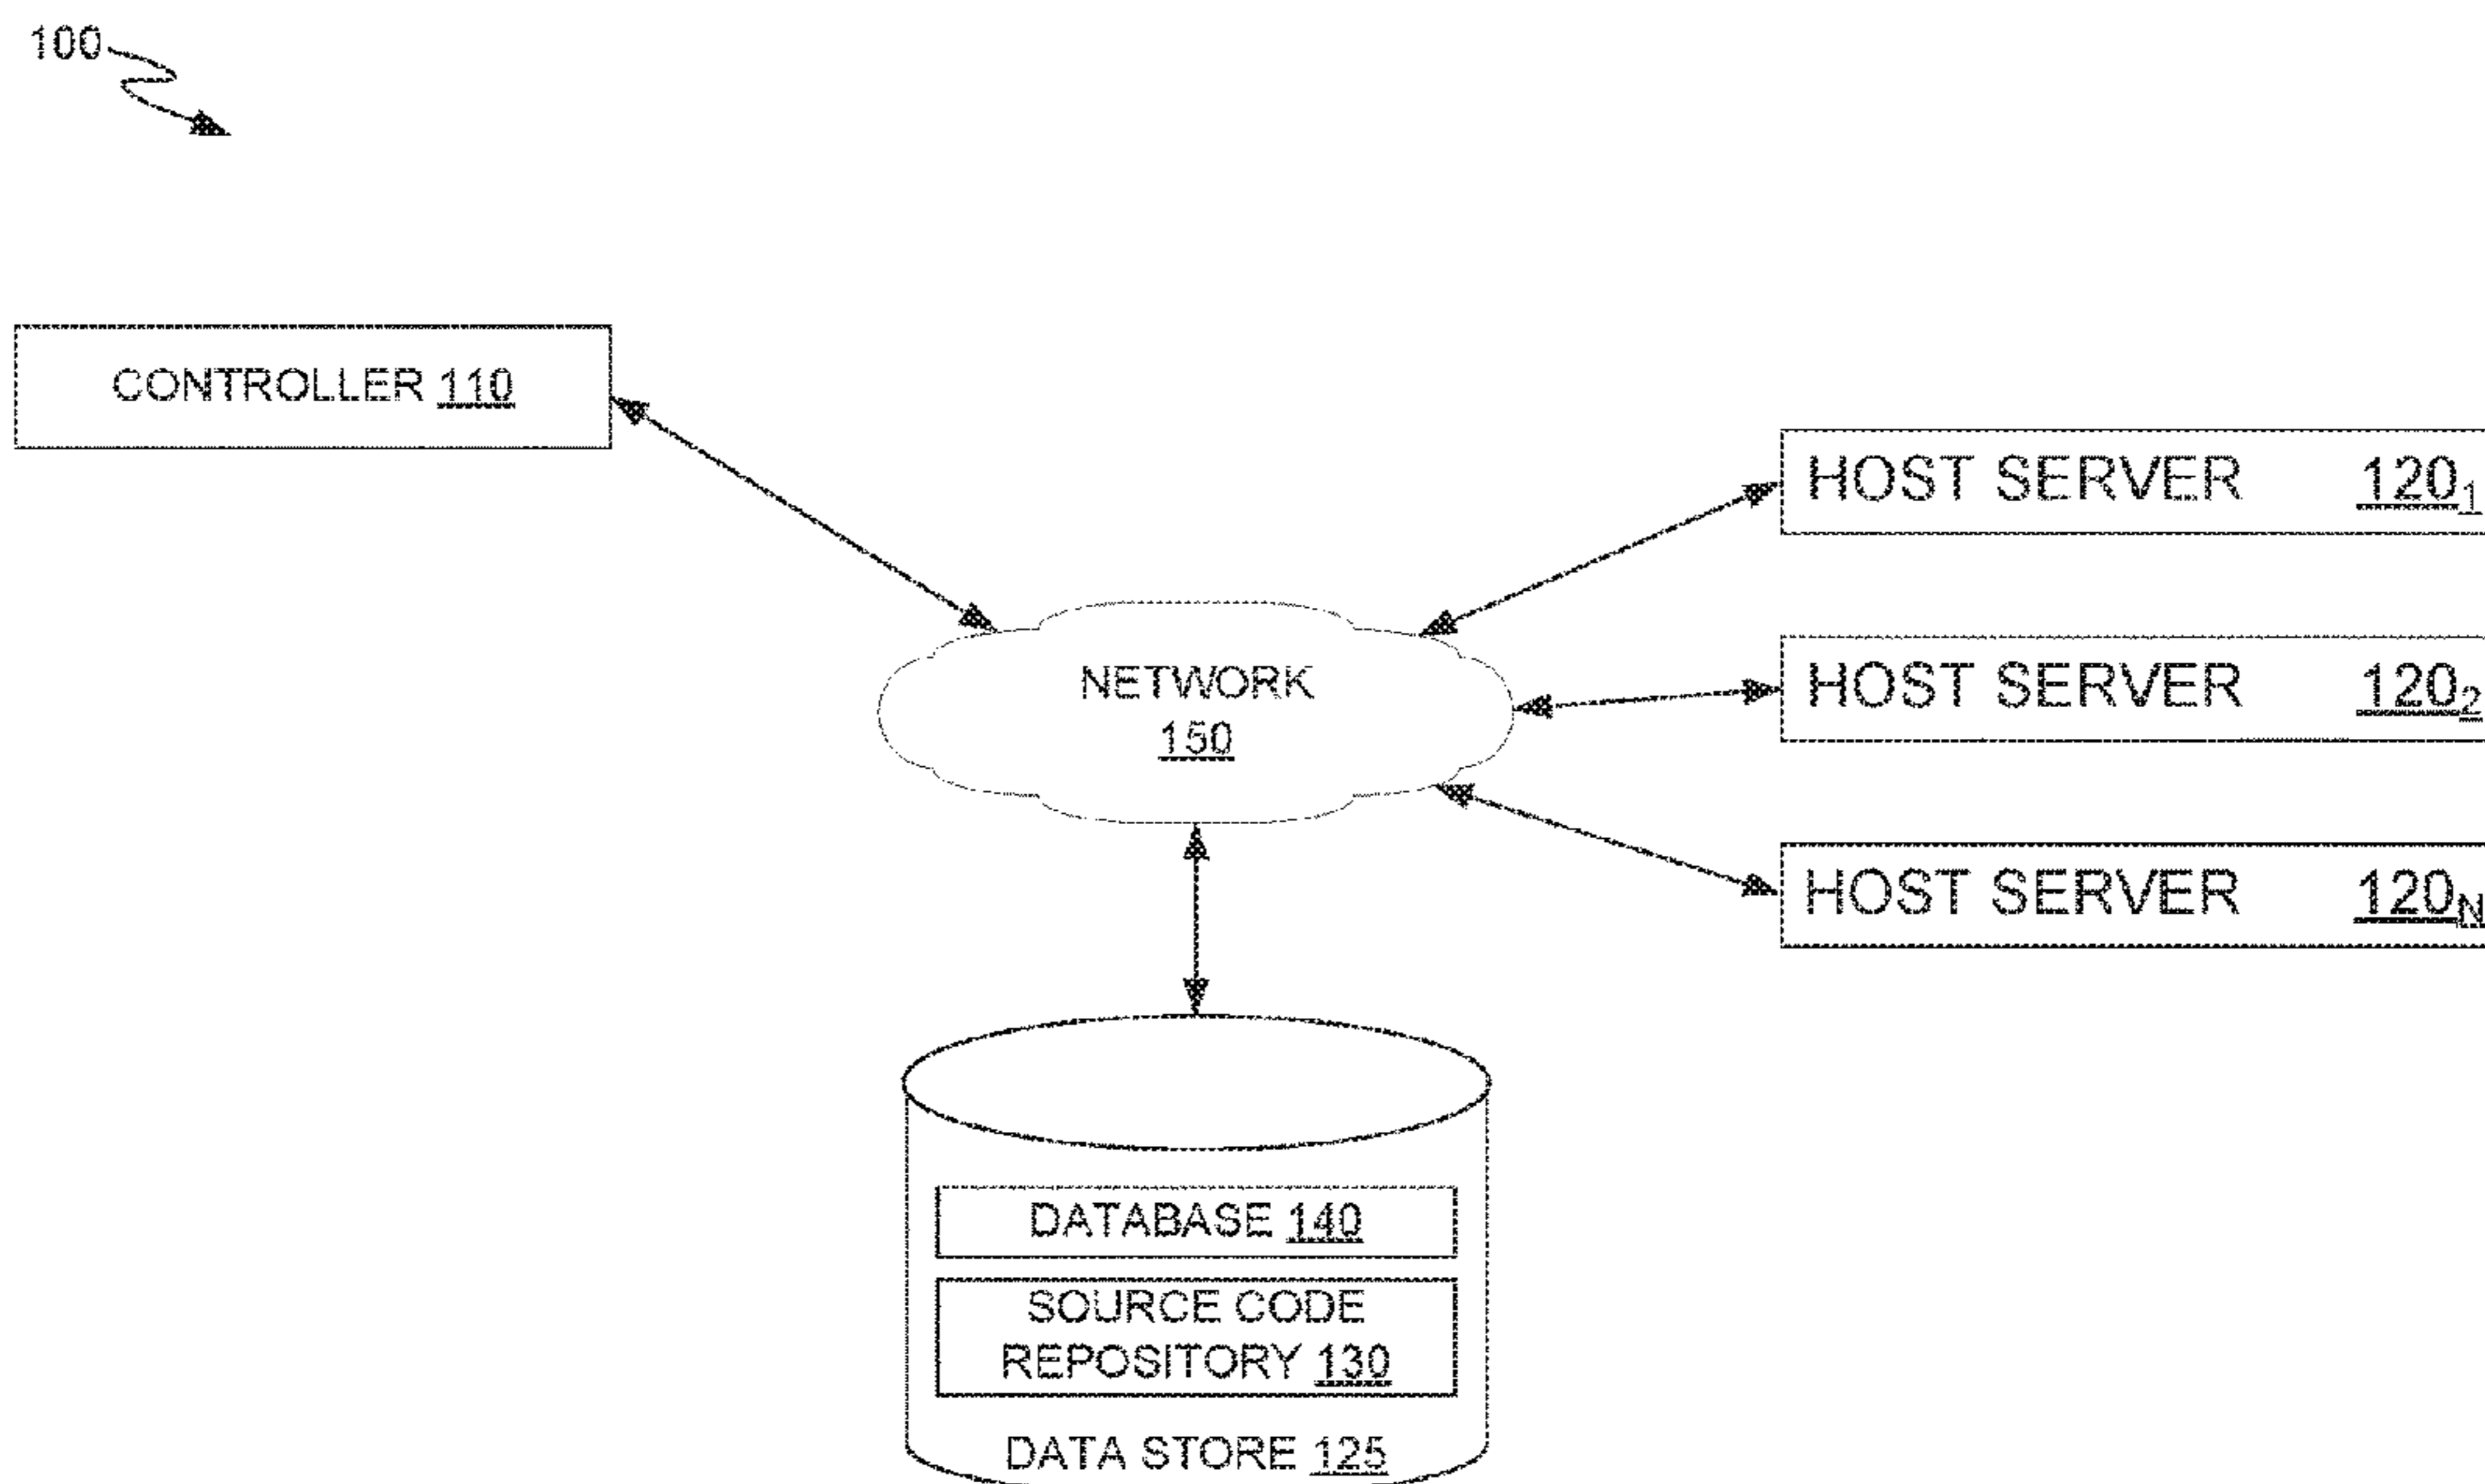 100
CONTROLLER 110
HOST SERVER 120₁
NETWORK
150
HOST SERVER 120₂
HOST SERVER 120N
DATABASE 140
SOURCE CODE
REPOSITORY 130
DATA STORE 125